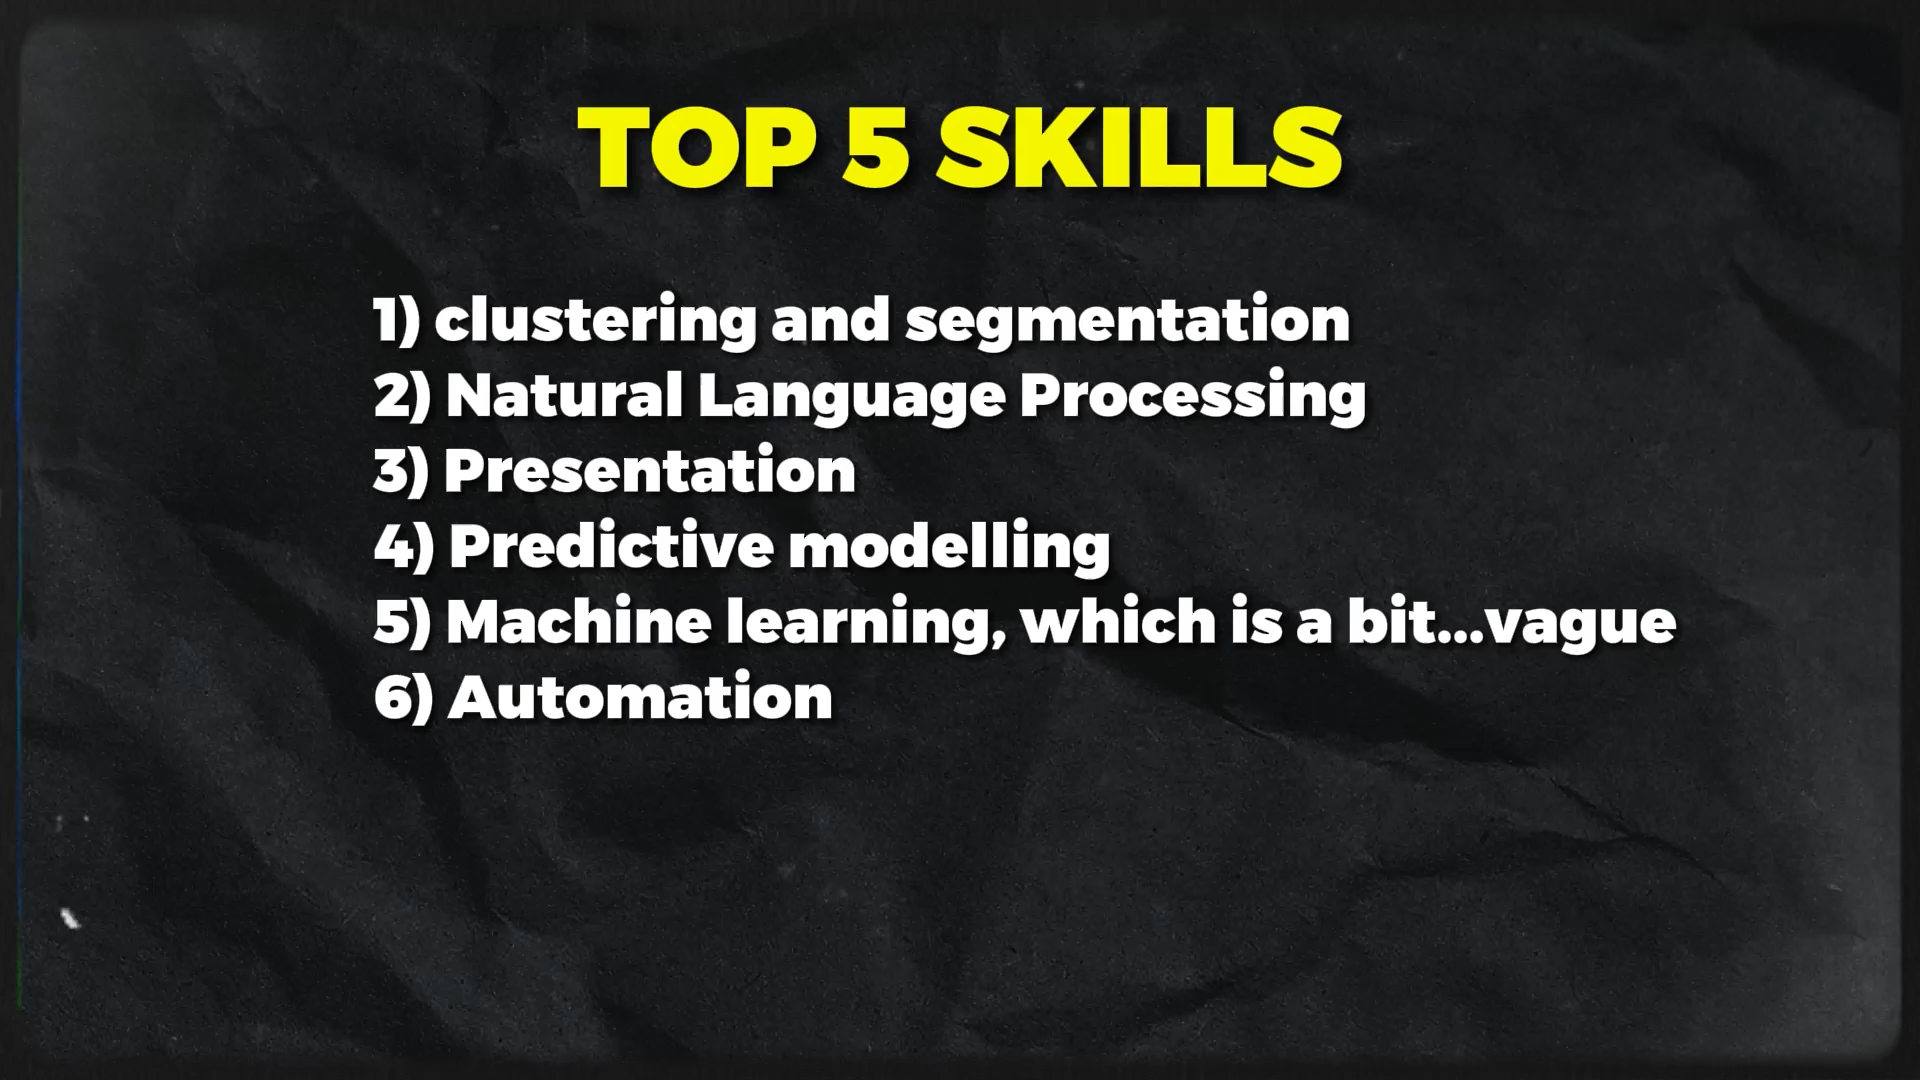 TOP 5 SKILLS
1) clustering and segmentation
2) Natural Language Processing
3) Presentation
4) Predictive modelling
5) Machine learning, which is a bit...vague
6) Automation